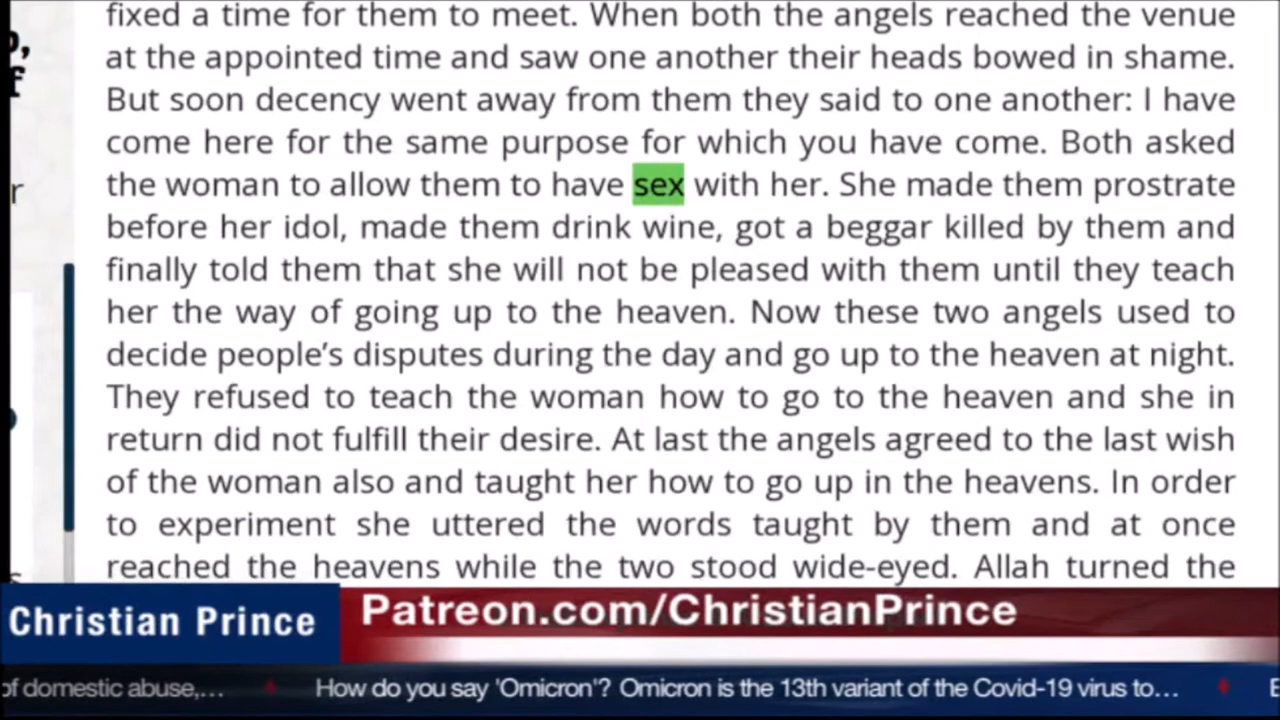 fixed a time for them to meet. When both the angels reached the venue
at the appointed time and saw one another their heads bowed in shame.
But soon decency went away from them they said to one another: I have
come here for the same purpose for which you have come. Both asked
the woman to allow them to have sex with her. She made them prostrate
before her idol, made them drink wine, got a beggar killed by them and
finally told them that she will not be pleased with them until they teach
her the way of going up to the heaven. Now these two angels used to
decide people’s disputes during the day and go up to the heaven at night.
They refused to teach the woman how to go to the heaven and she in
return did not fulfill their desire. At last the angels agreed to the last wish
of the woman also and taught her how to go up in the heavens. In order
to experiment she uttered the words taught by them and at once
reached the heavens while the two stood wide-eyed. Allah turned the
Christian Prince
Patreon.com/ChristianPrince
of domestic abuse,... How do you say 'Omicron'? Omicron is the 13th variant of the Covid-19 virus to...